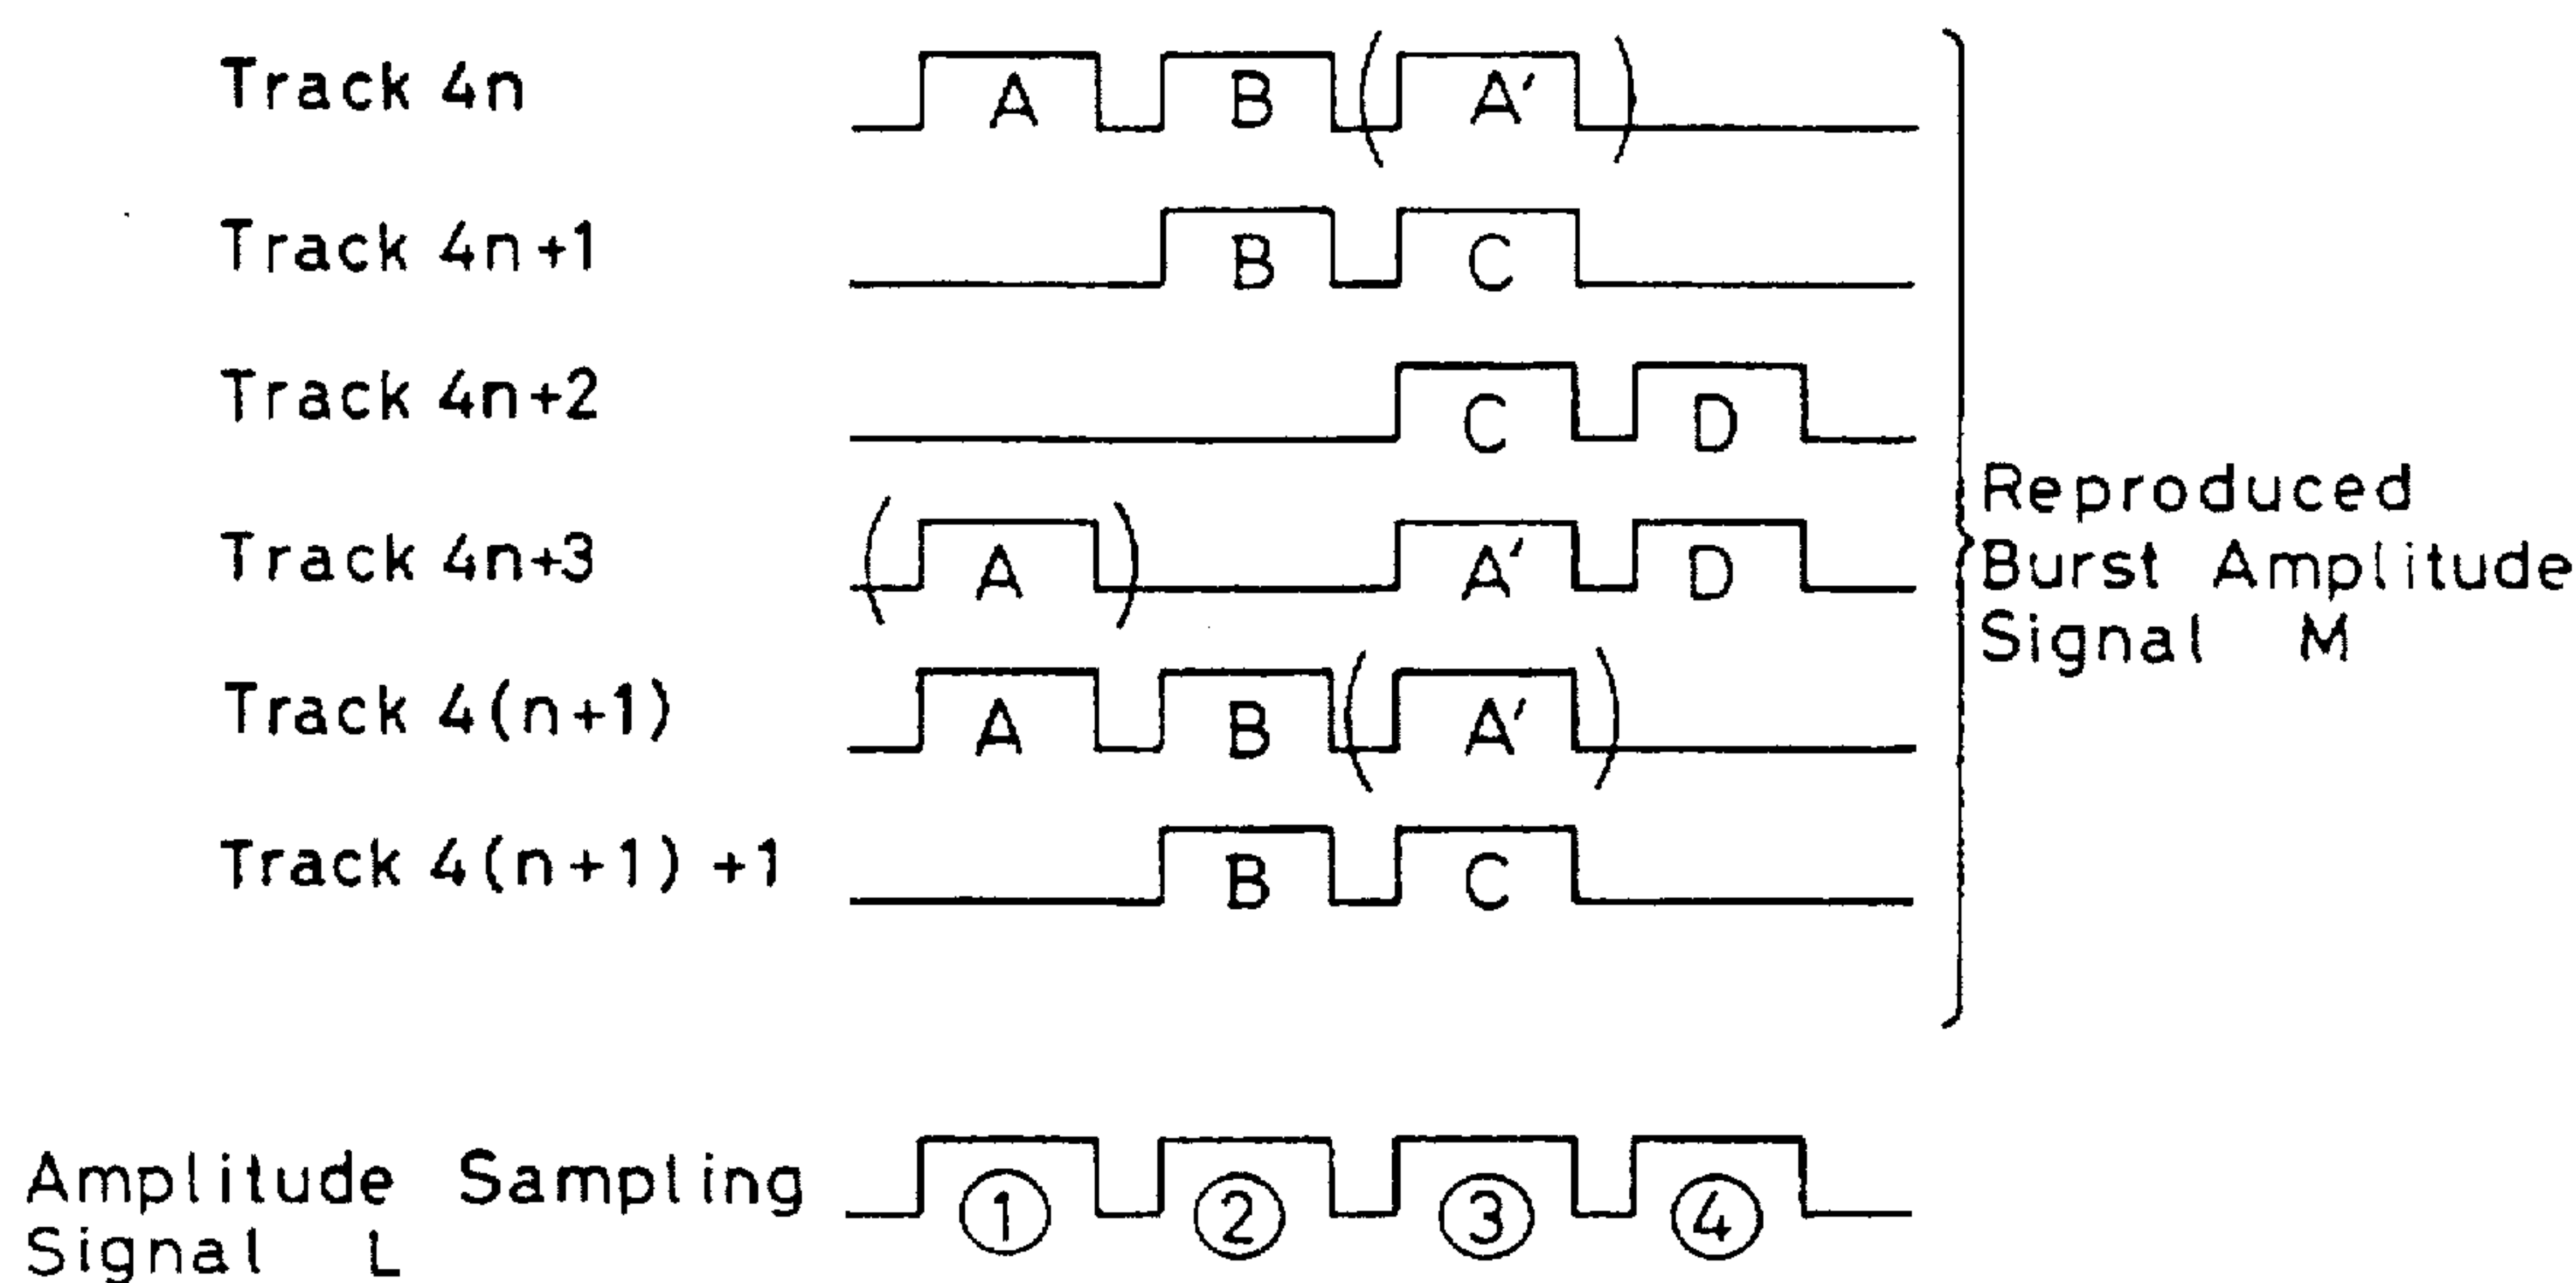 Track 4n A B ( A′ )
Track 4n+1 B C
Track 4n+2 C D
Track 4n+3 ( A ) A′ D
Track 4(n+1) A B ( A′ )
Track 4(n+1) +1 B C
Reproduced
Burst Amplitude
Signal M
Amplitude Sampling
Signal L
① ② ③ ④